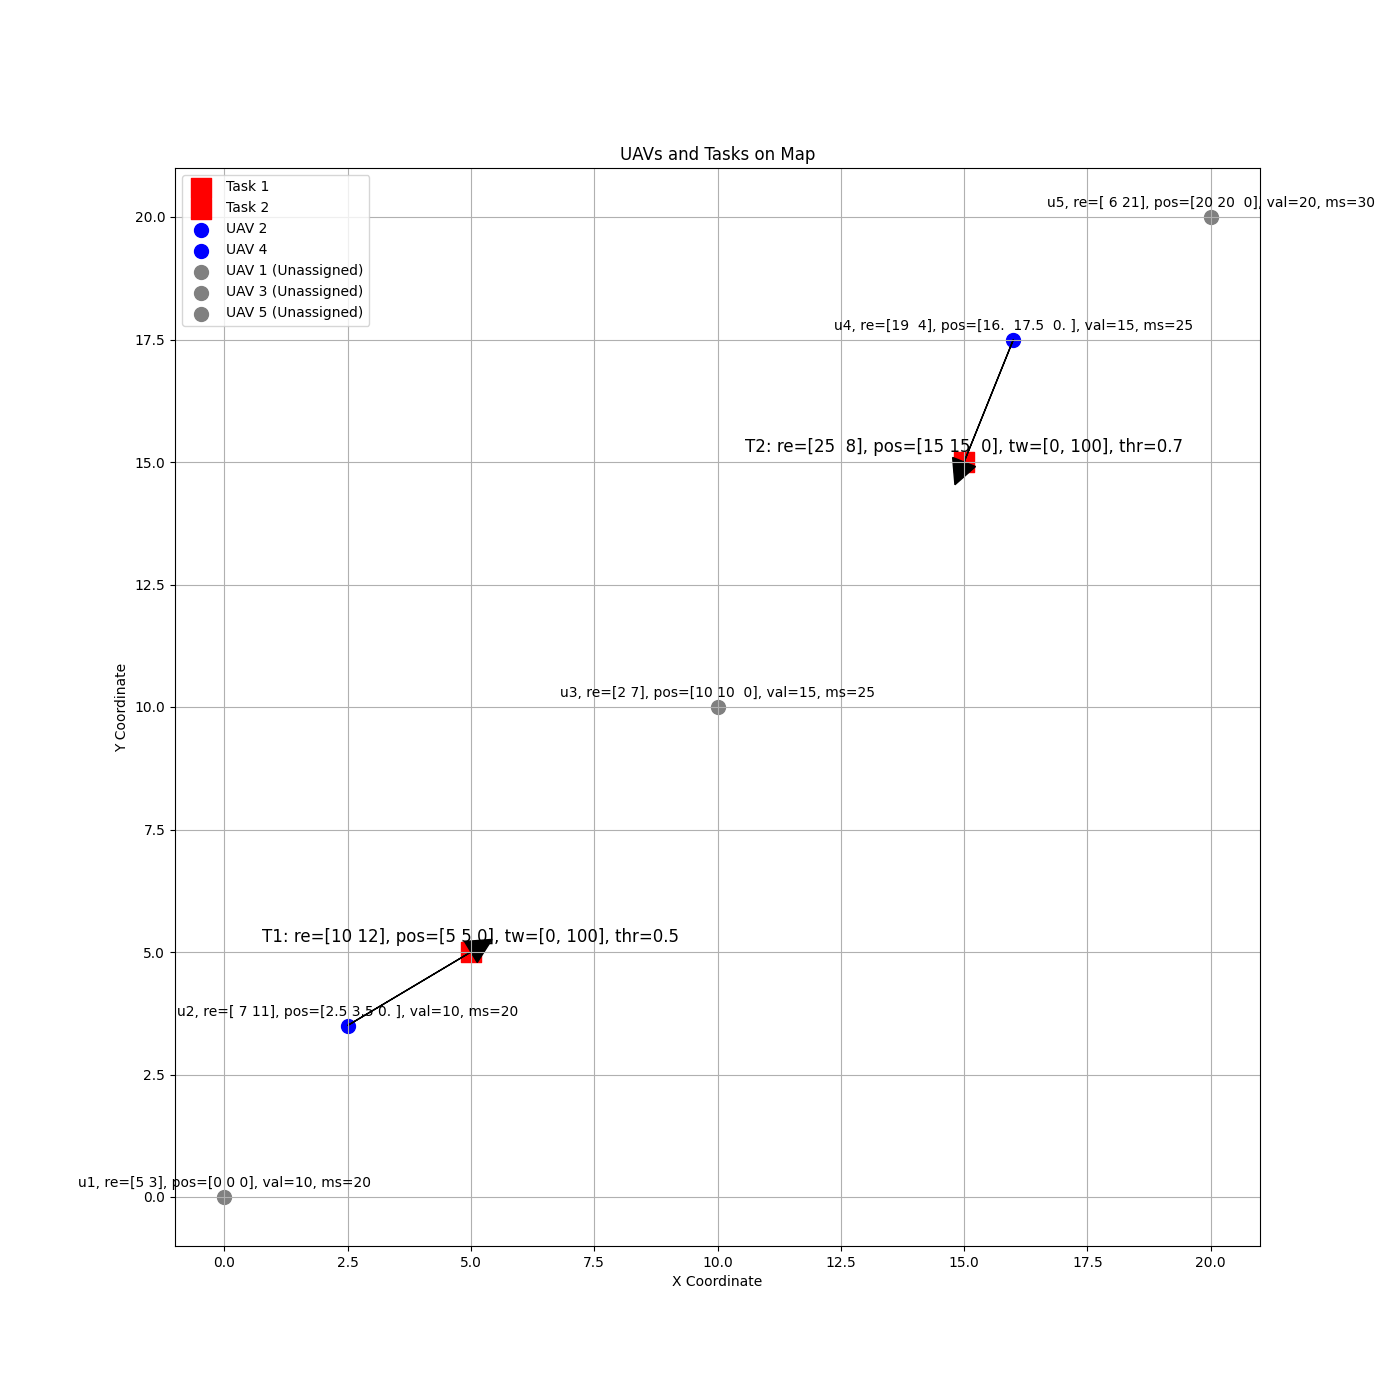 UAVs and Tasks on Map
Task 1
Task 2
UAV 2
UAV 4
UAV 1 (Unassigned)
UAV 3 (Unassigned)
UAV 5 (Unassigned)
u5, re=[ 6 21], pos=[20 20  0], val=20, ms=30
u4, re=[19  4], pos=[16.  17.5  0. ], val=15, ms=25
T2: re=[25  8], pos=[15 15  0], tw=[0, 100], thr=0.7
u3, re=[2 7], pos=[10 10  0], val=15, ms=25
T1: re=[10 12], pos=[5 5 0], tw=[0, 100], thr=0.5
u2, re=[ 7 11], pos=[2.5 3.5 0. ], val=10, ms=20
u1, re=[5 3], pos=[0 0 0], val=10, ms=20
20.0
17.5
15.0
12.5
10.0
7.5
5.0
2.5
0.0
Y Coordinate
0.0
2.5
5.0
7.5
10.0
12.5
15.0
17.5
20.0
X Coordinate